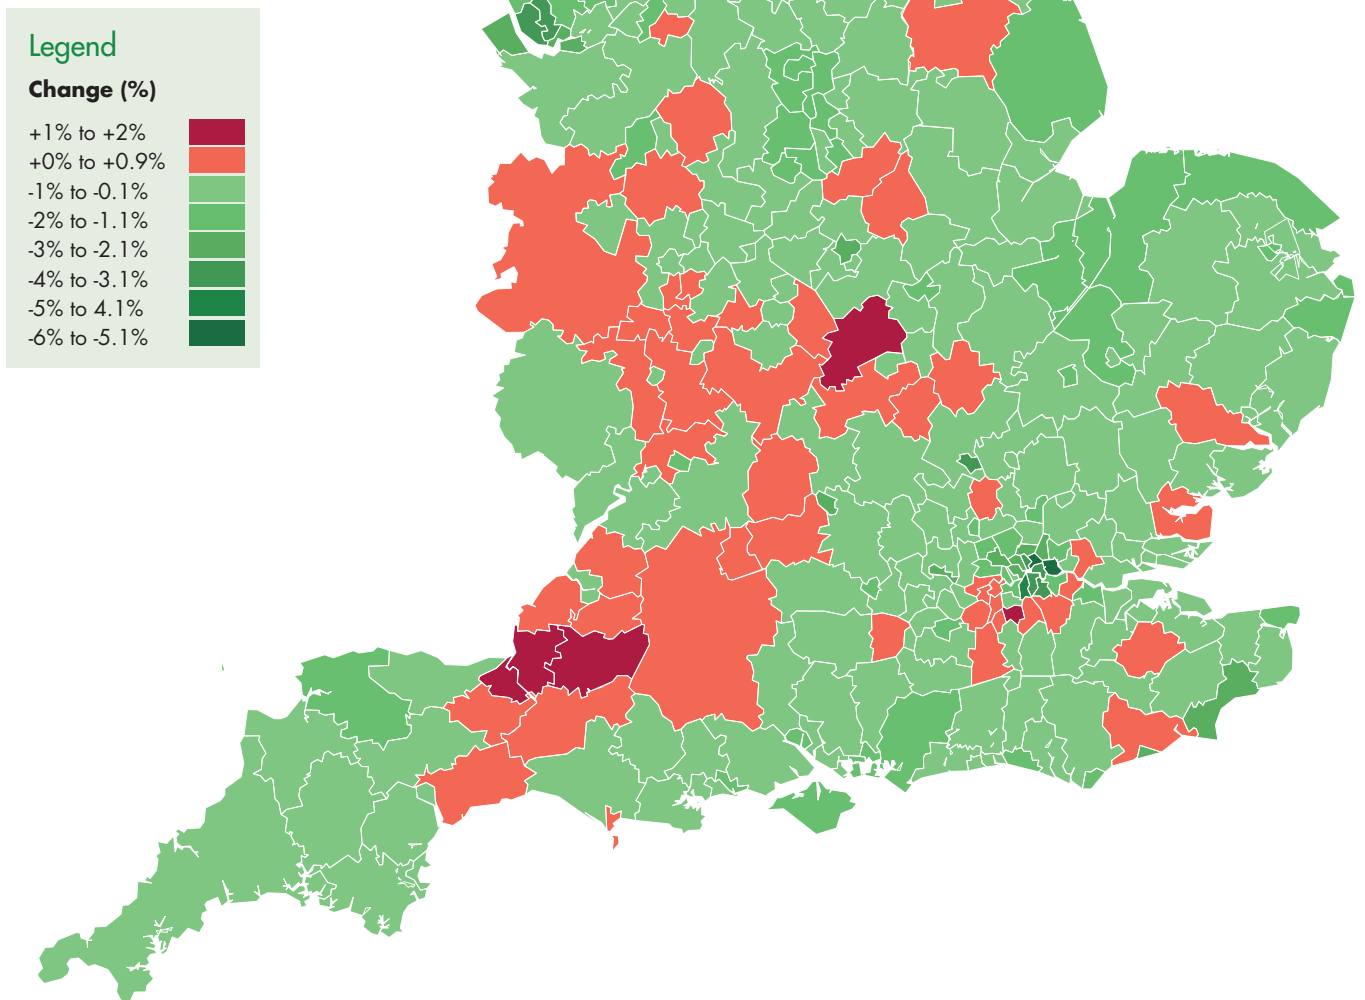 Legend
Change (%)
+1% to +2%
+0% to +0.9%
-1% to -0.1%
-2% to -1.1%
-3% to -2.1%
-4% to -3.1%
-5% to 4.1%
-6% to -5.1%